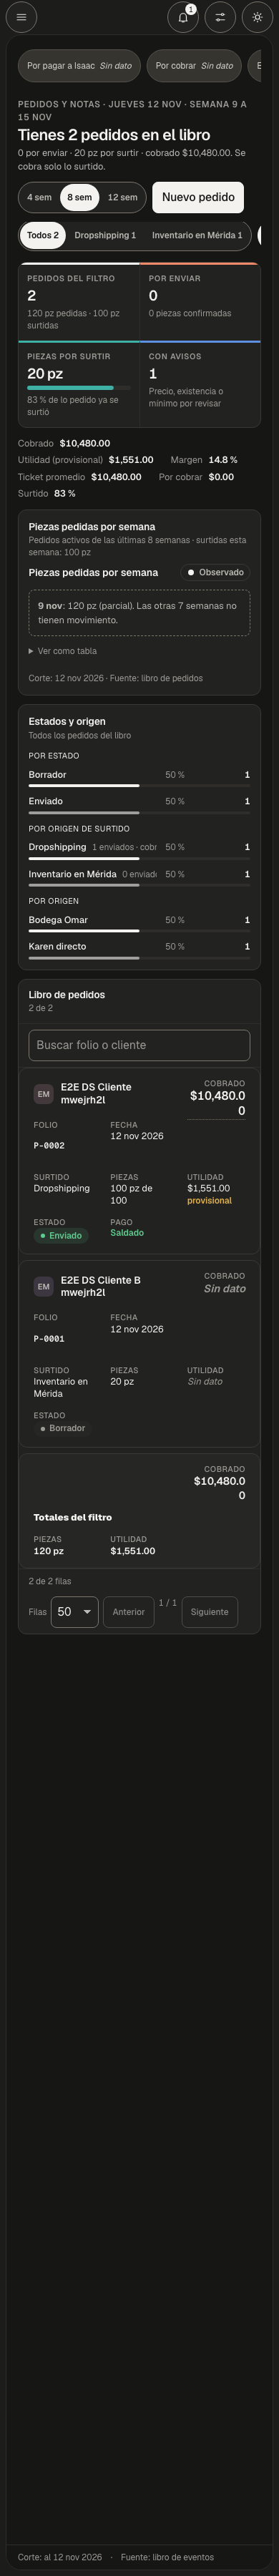 1
Por pagar a Isaac Sin dato
Por cobrar Sin dato
PEDIDOS Y NOTAS · JUEVES 12 NOV · SEMANA 9 A
15 NOV
Tienes 2 pedidos en el libro
0 por enviar · 20 pz por surtir · cobrado $10,480.00. Se
cobra solo lo surtido.
4 sem 8 sem 12 sem Nuevo pedido
Todos 2 Dropshipping 1 Inventario en Mérida 1
PEDIDOS DEL FILTRO
2
120 pz pedidas · 100 pz
surtidas
POR ENVIAR
0
0 piezas confirmadas
PIEZAS POR SURTIR
20 pz
83 % de lo pedido ya se
surtió
CON AVISOS
1
Precio, existencia o
mínimo por revisar
Cobrado $10,480.00
Utilidad (provisional) $1,551.00 Margen 14.8 %
Ticket promedio $10,480.00 Por cobrar $0.00
Surtido 83 %
Piezas pedidas por semana
Pedidos activos de las últimas 8 semanas · surtidas esta
semana: 100 pz
Piezas pedidas por semana Observado
9 nov: 120 pz (parcial). Las otras 7 semanas no
tienen movimiento.
Ver como tabla
Corte: 12 nov 2026 · Fuente: libro de pedidos
Estados y origen
Todos los pedidos del libro
POR ESTADO
Borrador 50 % 1
Enviado 50 % 1
POR ORIGEN DE SURTIDO
Dropshipping 1 enviados · 50 % 1
Inventario en Mérida 0 50 % 1
POR ORIGEN
Bodega Omar 50 % 1
Karen directo 50 % 1
Libro de pedidos
2 de 2
Buscar folio o cliente
EM
E2E DS Cliente
mwejrh2l
COBRADO
$10,480.0
0
FOLIO
P-0002
FECHA
12 nov 2026
SURTIDO
Dropshipping
PIEZAS
100 pz de
100
UTILIDAD
$1,551.00
provisional
ESTADO
Enviado
PAGO
Saldado
EM
E2E DS Cliente B
mwejrh2l
COBRADO
Sin dato
FOLIO
P-0001
FECHA
12 nov 2026
SURTIDO
Inventario en
Mérida
PIEZAS
20 pz
UTILIDAD
Sin dato
ESTADO
Borrador
COBRADO
$10,480.0
0
Totales del filtro
PIEZAS
120 pz
UTILIDAD
$1,551.00
2 de 2 filas
Filas 50 Anterior 1 / 1 Siguiente
Corte: al 12 nov 2026 · Fuente: libro de eventos